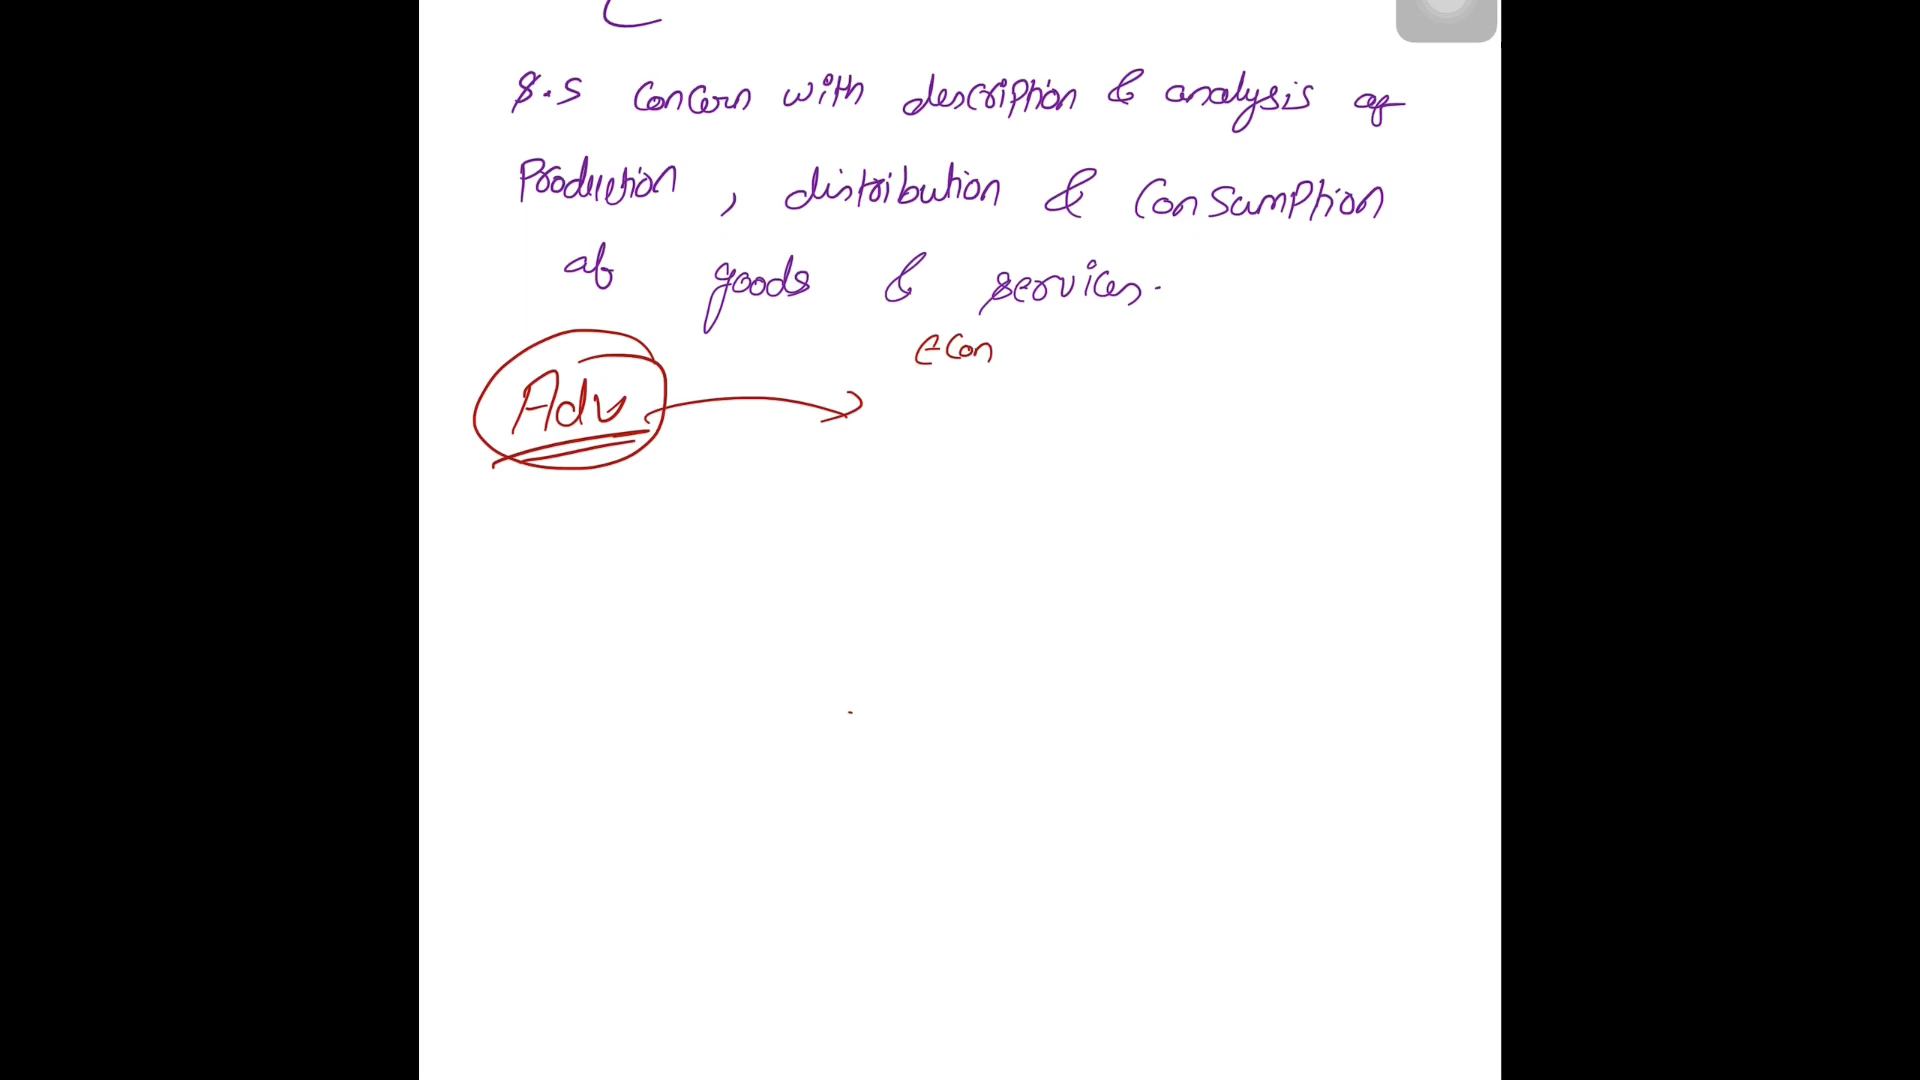 S.S concern with description & analysis of
Production , distribution & Consumption
of goods & services.
econ
Adv